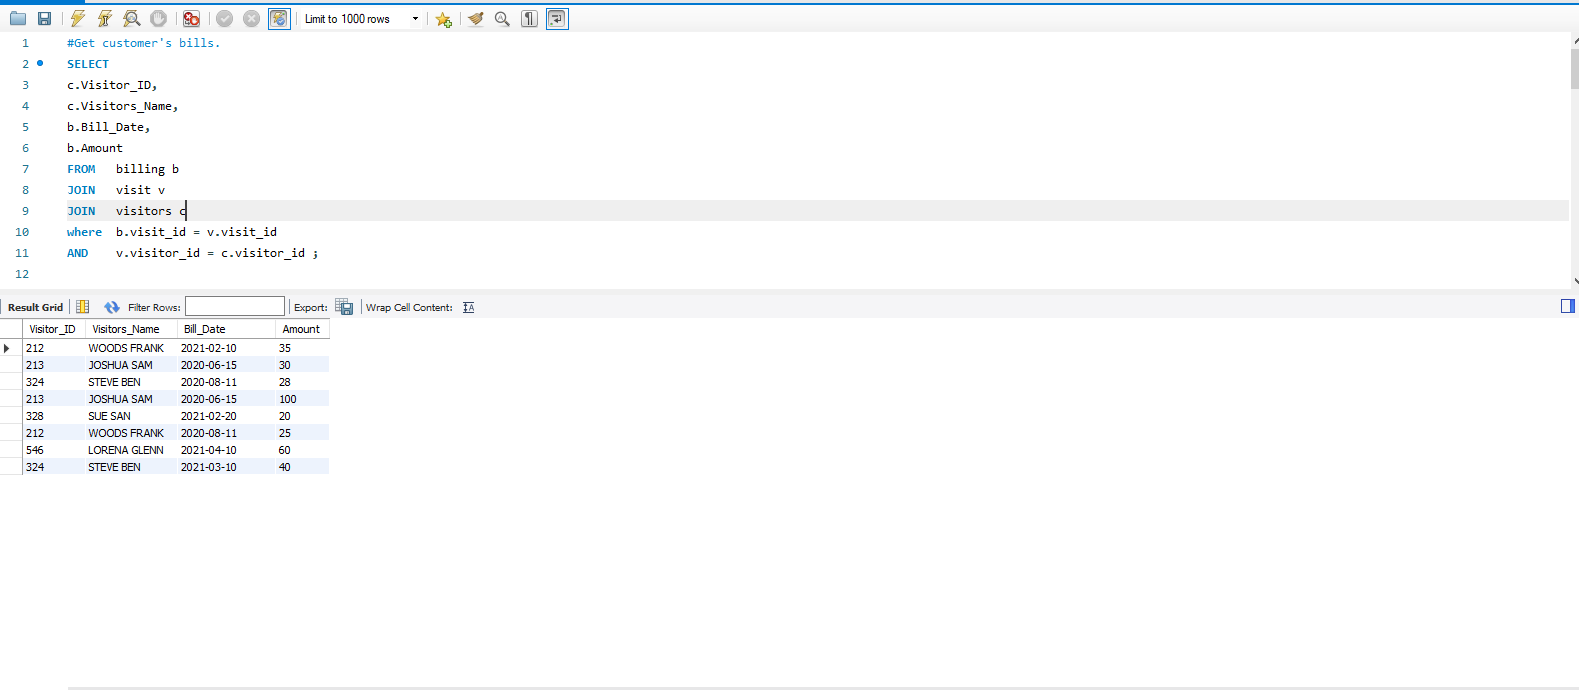 Limit to 1000 rows
1 #Get customer's bills.
2 SELECT
3 c.Visitor_ID,
4 c.Visitors_Name,
5 b.Bill_Date,
6 b.Amount
7 FROM billing b
8 JOIN visit v
9 JOIN visitors c
10 where b.visit_id = v.visit_id
11 AND v.visitor_id = c.visitor_id ;
12
Result Grid Filter Rows: Export: Wrap Cell Content:
Visitor_ID Visitors_Name Bill_Date Amount
212 WOODS FRANK 2021-02-10 35
213 JOSHUA SAM 2020-06-15 30
324 STEVE BEN 2020-08-11 28
213 JOSHUA SAM 2020-06-15 100
328 SUE SAN 2021-02-20 20
212 WOODS FRANK 2020-08-11 25
546 LORENA GLENN 2021-04-10 60
324 STEVE BEN 2021-03-10 40